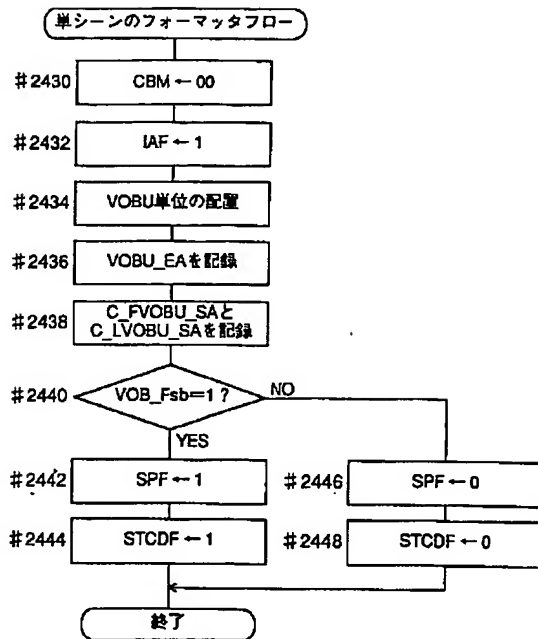 単シーンのフォーマッタフロー
#2430
CBM ← 00
#2432
IAF ← 1
#2434
VOBU単位の配置
#2436
VOBU_EAを記録
#2438
C_FVOBU_SAと
C_LVOBU_SAを記録
#2440
VOB_Fsb=1 ?
NO
YES
#2442
SPF ← 1
#2446
SPF ← 0
#2444
STCDF ← 1
#2448
STCDF ← 0
終了